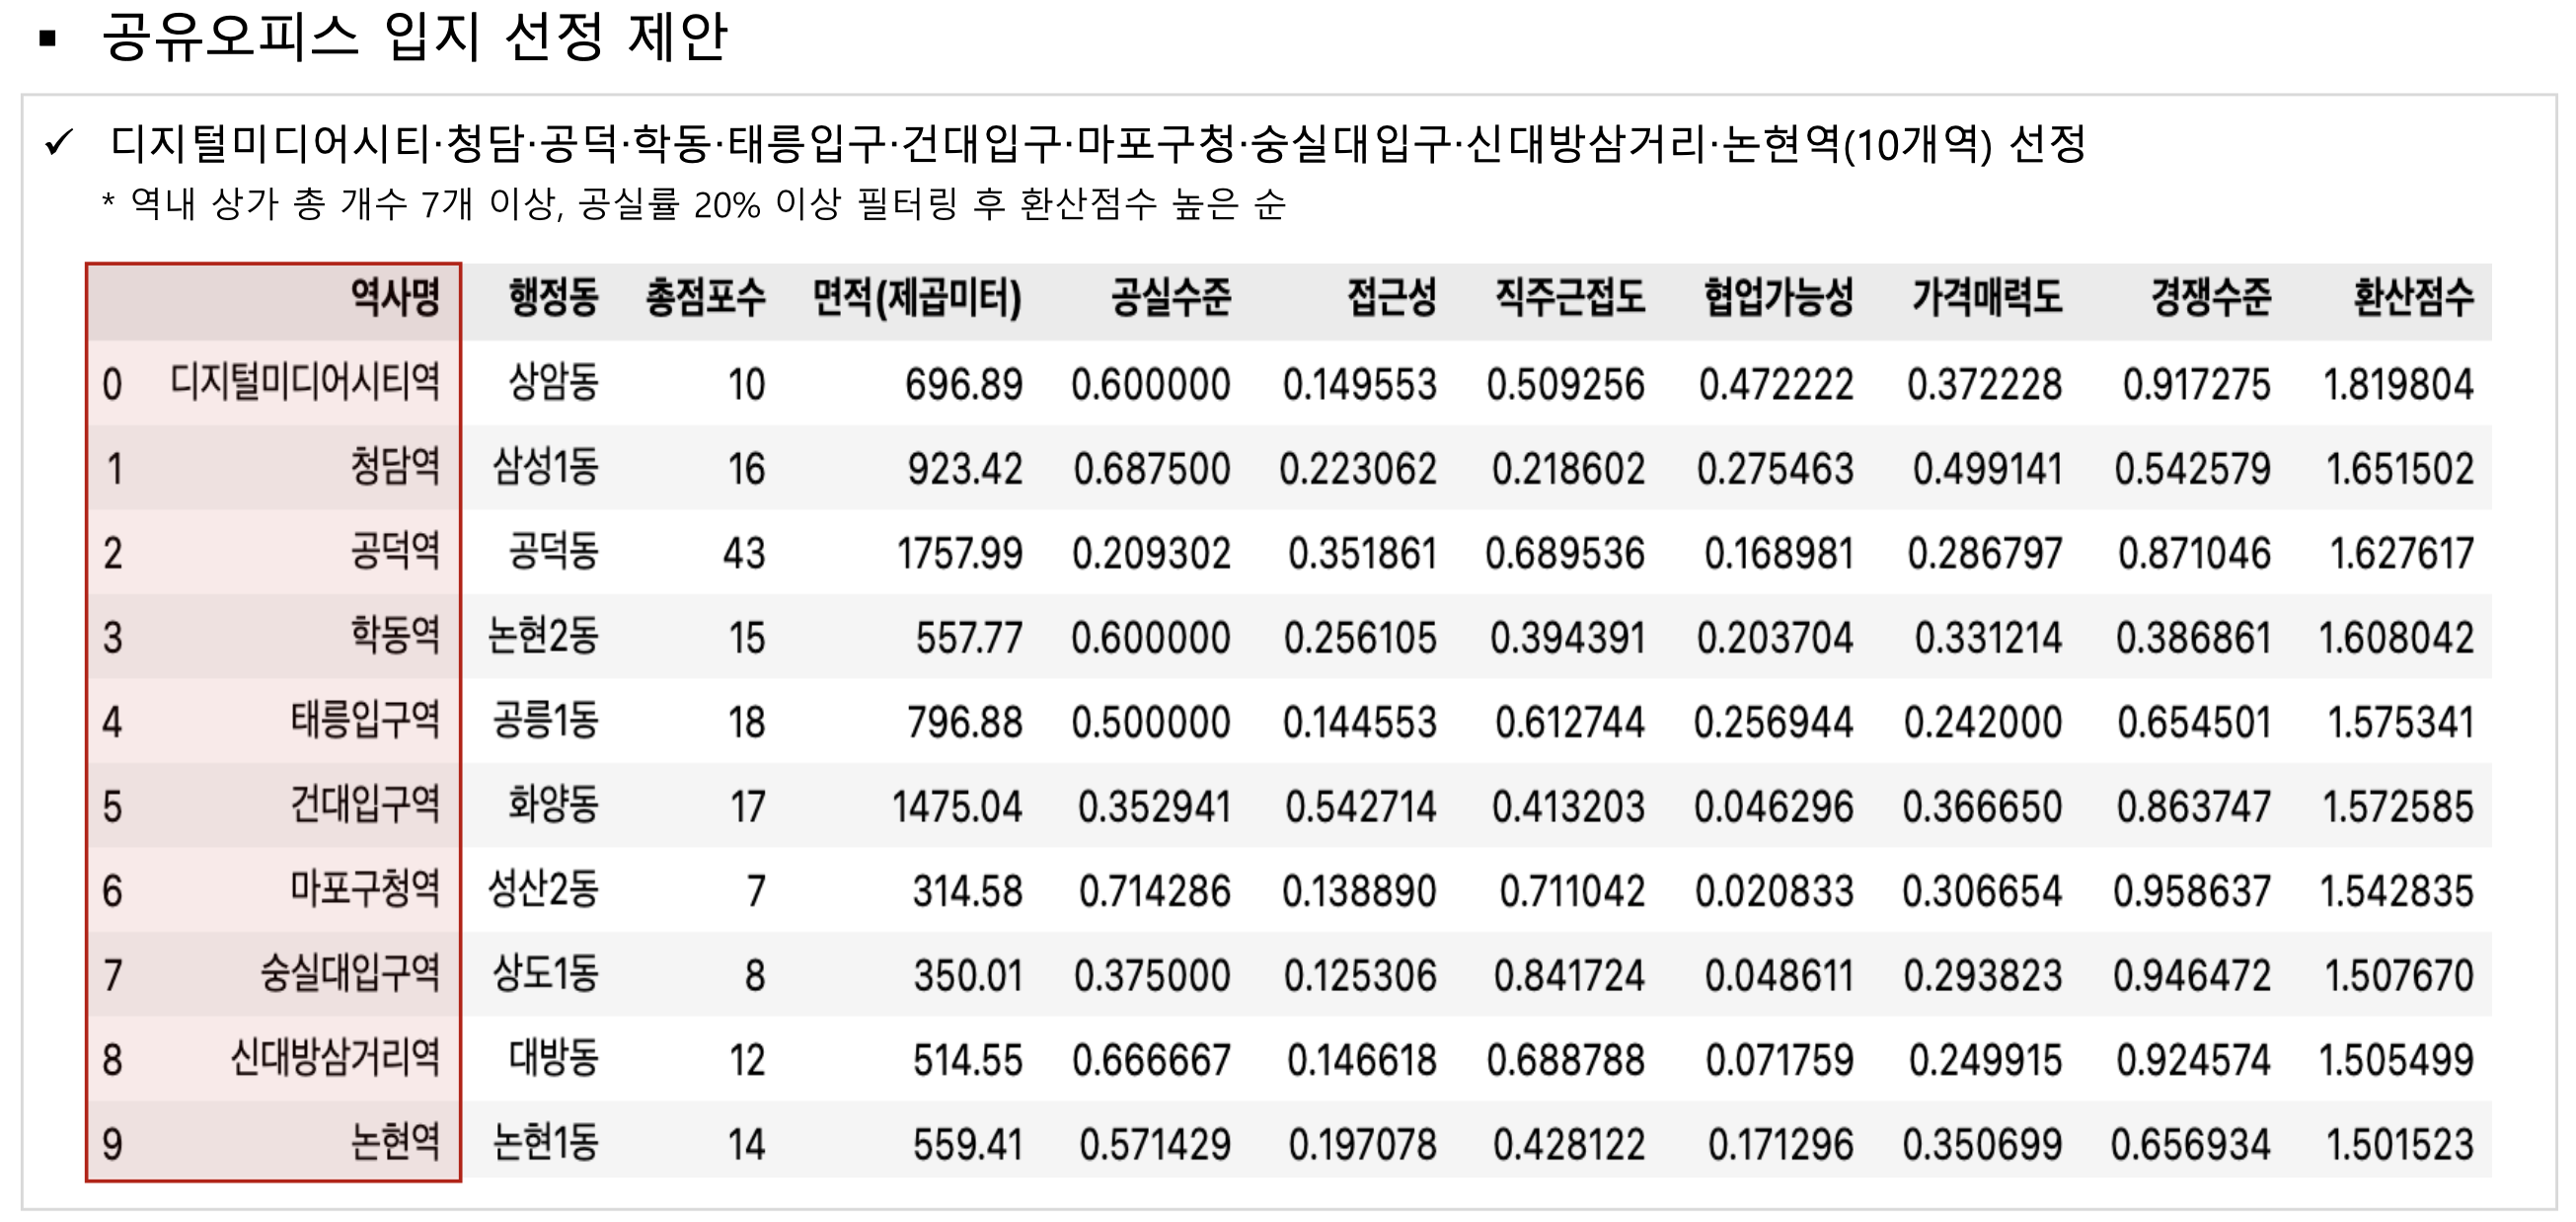 ▪ 공유오피스 입지 선정 제안
✓ 디지털미디어시티·청담·공덕·학동·태릉입구·건대입구·마포구청·숭실대입구·신대방삼거리·논현역(10개역) 선정
* 역내 상가 총 개수 7개 이상, 공실률 20% 이상 필터링 후 환산점수 높은 순
역사명 행정동 총점포수 면적(제곱미터) 공실수준 접근성 직주근접도 협업가능성 가격매력도 경쟁수준 환산점수
0 디지털미디어시티역 상암동 10 696.89 0.600000 0.149553 0.509256 0.472222 0.372228 0.917275 1.819804
1 청담역 삼성1동 16 923.42 0.687500 0.223062 0.218602 0.275463 0.499141 0.542579 1.651502
2 공덕역 공덕동 43 1757.99 0.209302 0.351861 0.689536 0.168981 0.286797 0.871046 1.627617
3 학동역 논현2동 15 557.77 0.600000 0.256105 0.394391 0.203704 0.331214 0.386861 1.608042
4 태릉입구역 공릉1동 18 796.88 0.500000 0.144553 0.612744 0.256944 0.242000 0.654501 1.575341
5 건대입구역 화양동 17 1475.04 0.352941 0.542714 0.413203 0.046296 0.366650 0.863747 1.572585
6 마포구청역 성산2동 7 314.58 0.714286 0.138890 0.711042 0.020833 0.306654 0.958637 1.542835
7 숭실대입구역 상도1동 8 350.01 0.375000 0.125306 0.841724 0.048611 0.293823 0.946472 1.507670
8 신대방삼거리역 대방동 12 514.55 0.666667 0.146618 0.688788 0.071759 0.249915 0.924574 1.505499
9 논현역 논현1동 14 559.41 0.571429 0.197078 0.428122 0.171296 0.350699 0.656934 1.501523